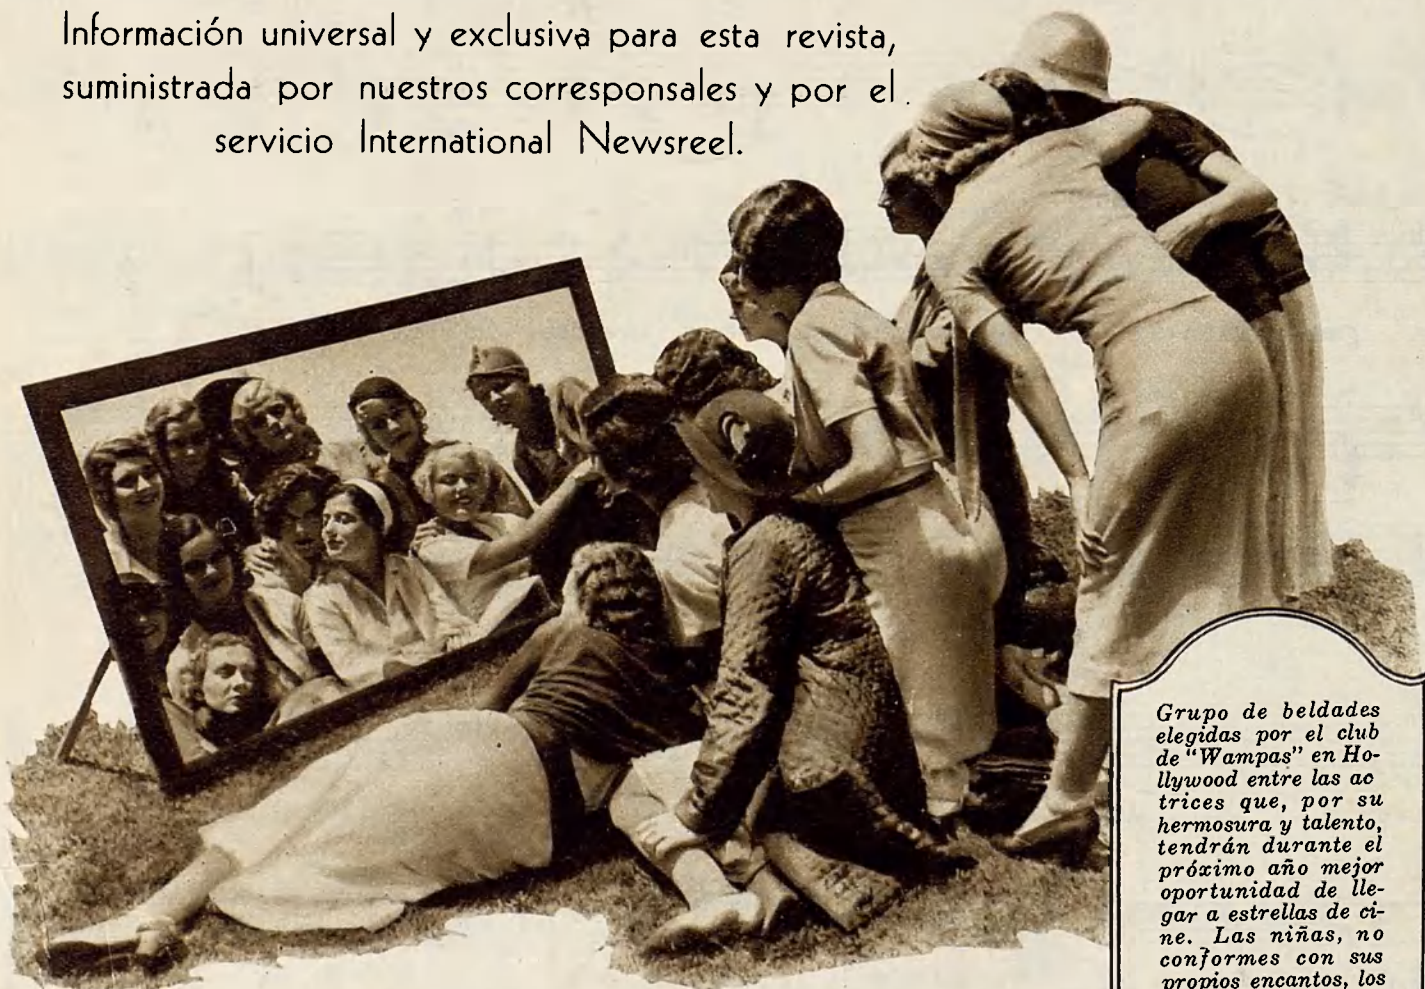 Información universal y exclusiva para esta revista,
suministrada por nuestros corresponsales y por el
servicio International Newsreel.
Grupo de beldades
elegidas por el club
de "Wampas" en Ho-
llywood entre las ac
trices que, por su
hermosura y talento,
tendrán durante el
próximo año mejor
oportunidad de lle-
gar a estrellas de ci-
ne. Las niñas, no
conformes con sus
propios encantos, los